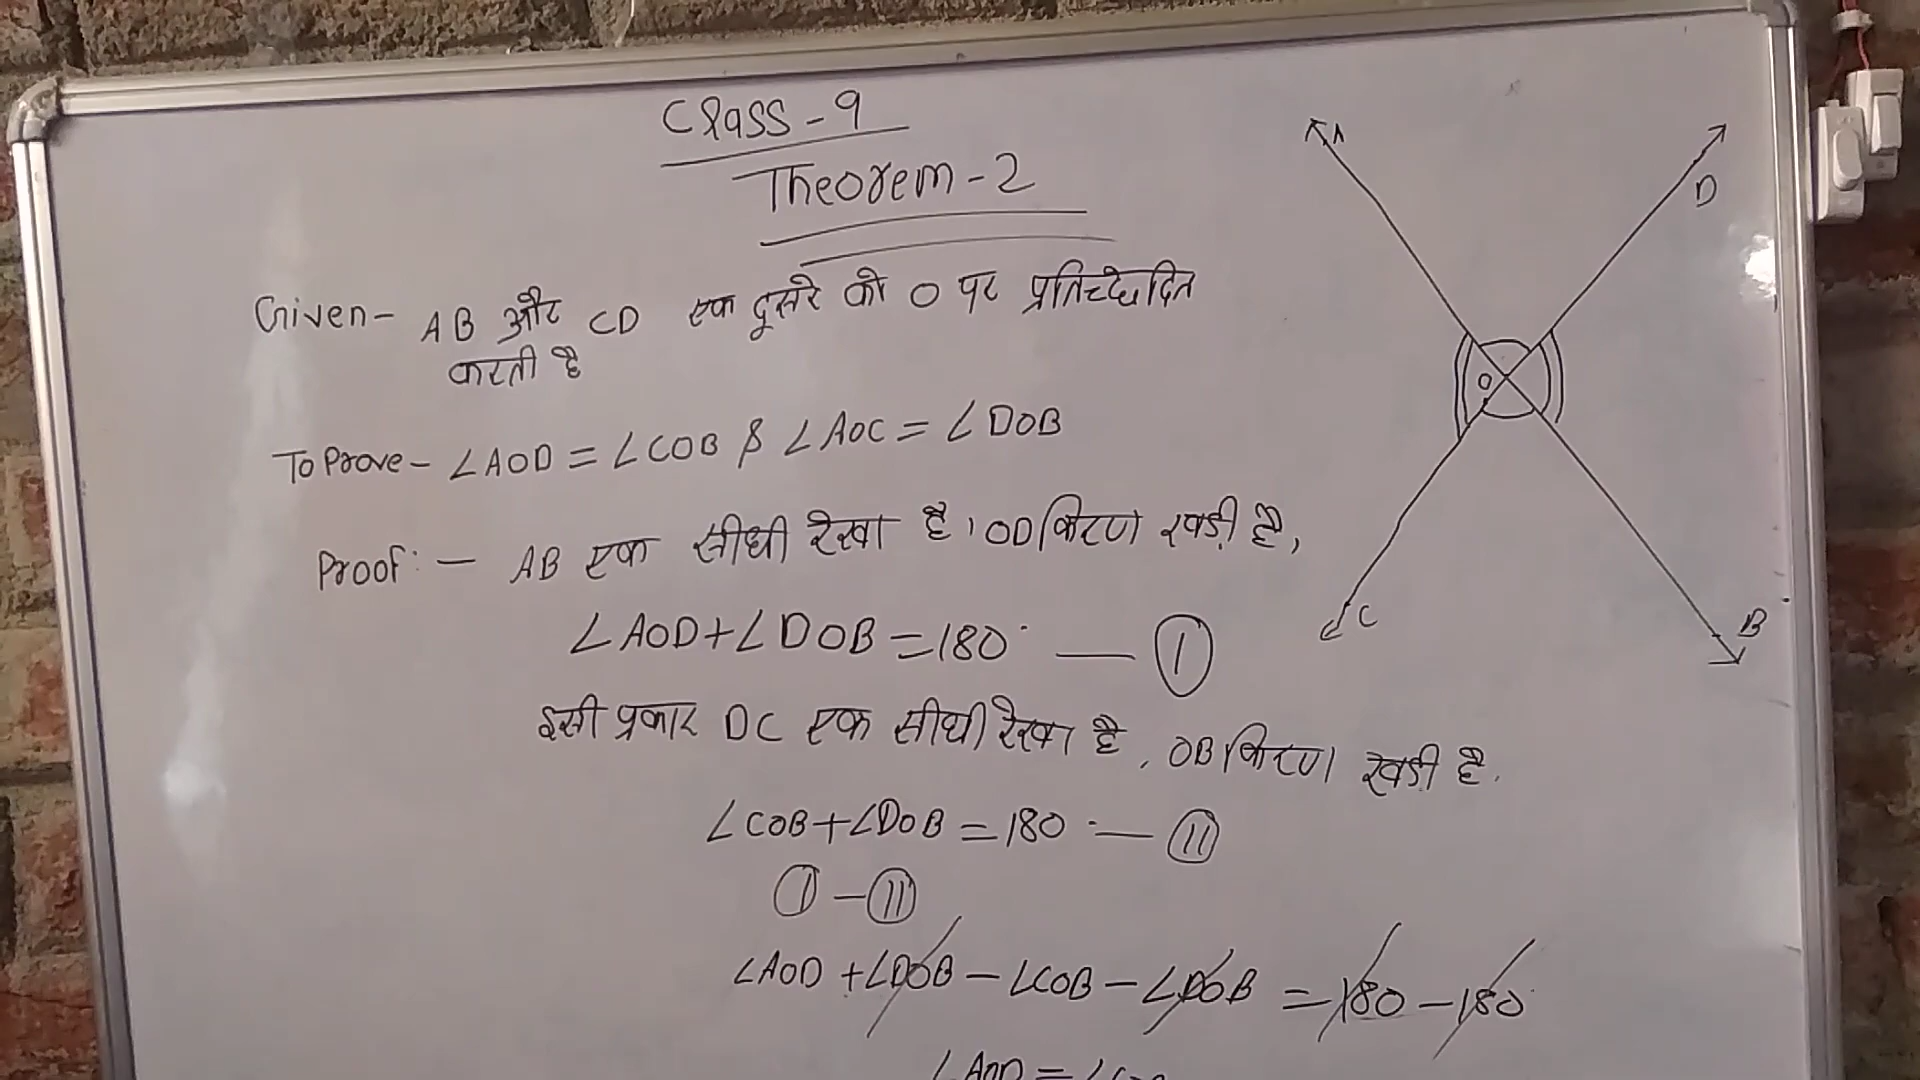 Class-9
Theorem-2
Given- AB और CD एक दूसरे को O पर प्रतिच्छेदित
करती है
To Prove- ∠AOD = ∠COB & ∠AOC = ∠DOB
Proof:- AB एक सीधी रेखा है, OD किरण खड़ी है,
∠AOD+∠DOB=180° — Ⓘ
इसी प्रकार DC एक सीधी रेखा है, OB किरण खड़ी है.
∠COB+∠DOB=180° — Ⅱ
Ⓘ - Ⅱ
∠AOD +∠DOB - ∠COB - ∠DOB = 180 - 180
∠AOD =
A
D
O
C
B